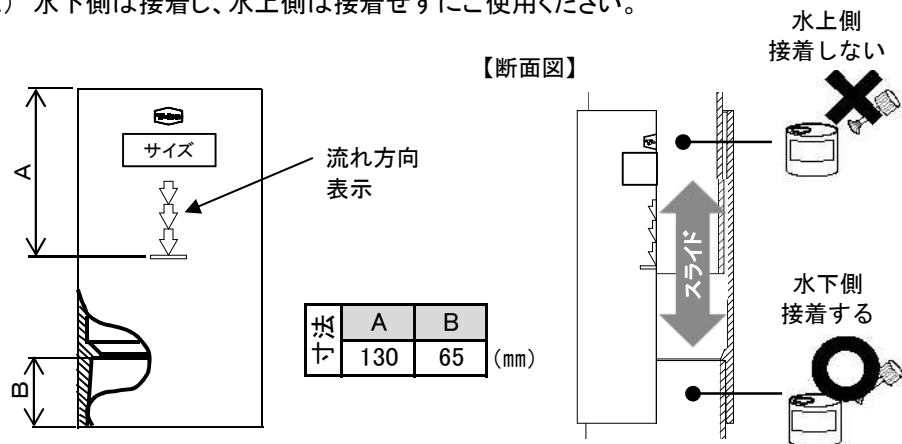 ) 水下側は接着し、水上側は接着せずにご使用ください。
水上側
接着しない
【断面図】
A
サイズ
流れ方向
表示
スライド
水下側
接着する
寸法 A B
130 65 (㎜)
B